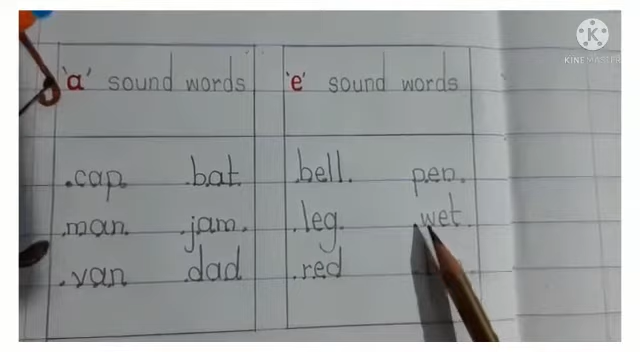 KINEMASTER
'a' sound words 'e' sound words
.cap. .bat. .bell. pen.
.man. .jam. .leg. .wet.
.van .dad .red